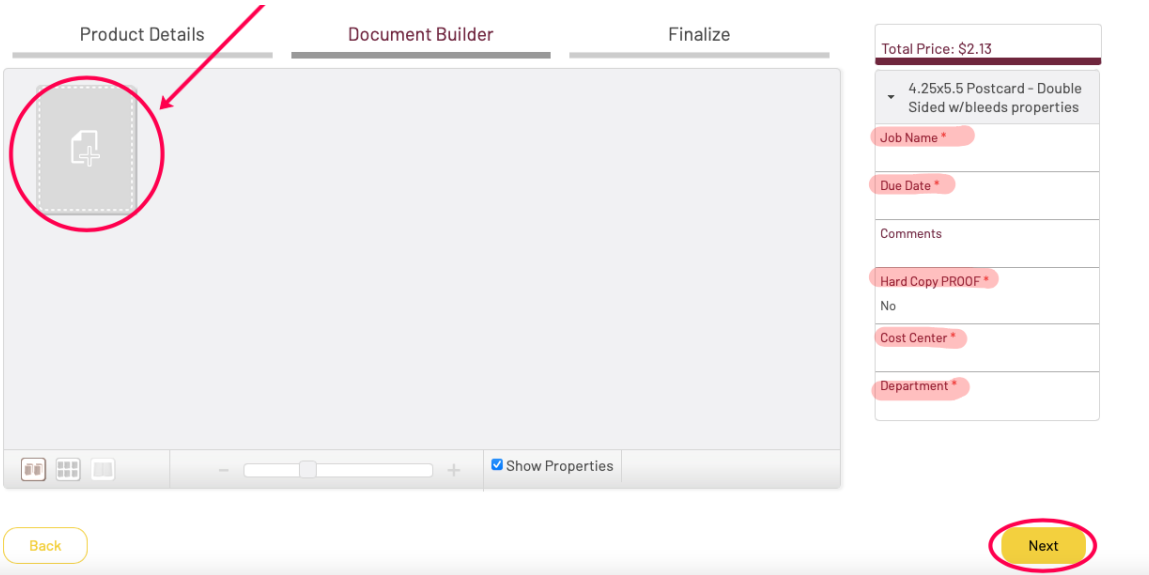 Product Details
Document Builder
Finalize
Total Price: $2.13
4.25x5.5 Postcard - Double
Sided w/bleeds properties
Job Name *
Due Date *
Comments
Hard Copy PROOF *
No
Cost Center *
Department *
Show Properties
Back
Next